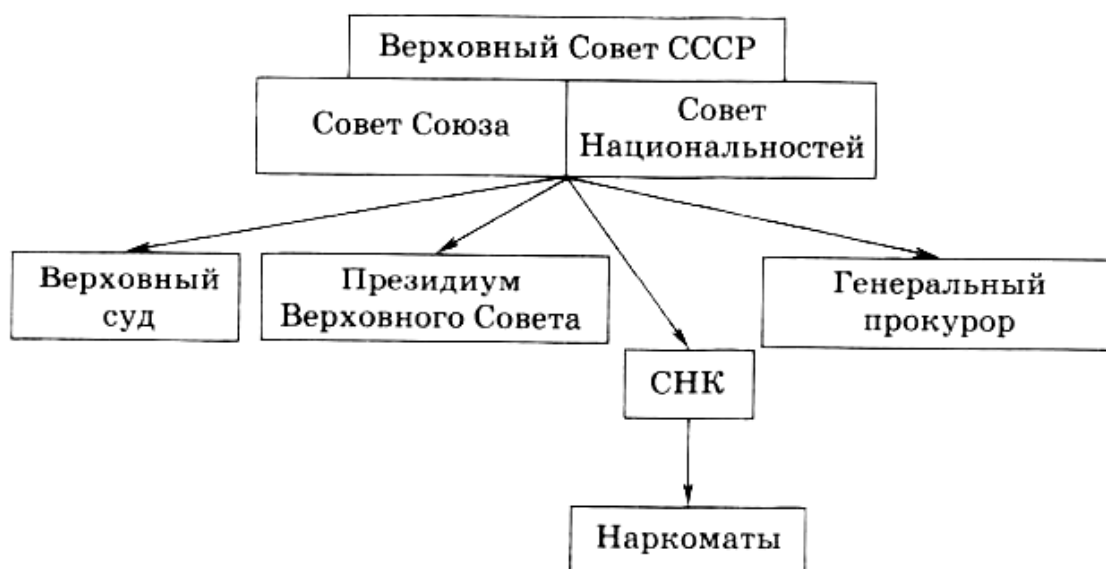 Верховный Совет СССР
Совет Союза
Совет
Национальностей
Верховный
суд
Президиум
Верховного Совета
Генеральный
прокурор
СНК
Наркоматы